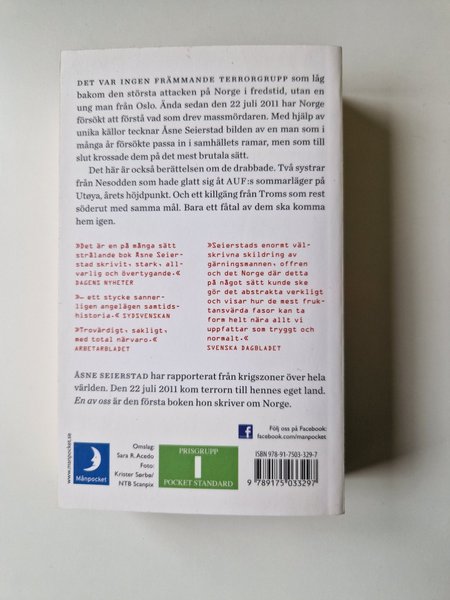 DET VAR INGEN FRÄMMANDE TERRORGRUPP som låg
bakom den största attacken på Norge i fredstid, utan en
ung man från Oslo. Ända sedan den 22 juli 2011 har Norge
försökt att förstå vad som drev massmördaren. Med hjälp av
unika källor tecknar Åsne Seierstad bilden av en man som i
många år försökte passa in i samhällets ramar, men som till
slut krossade dem på det mest brutala sätt.
Det här är också berättelsen om de drabbade. Två systrar
från Nesodden som hade glatt sig åt AUF:s sommarläger på
Utøya, årets höjdpunkt. Och ett killgäng från Troms som rest
söderut med samma mål. Bara ett fåtal av dem ska komma
hem igen.
»Det är en på många sätt
strålande bok Åsne Seier-
stad skrivit, stark, all-
varlig och övertygande.«
DAGENS NYHETER
»… ett stycke sanner-
ligen angelägen samtids-
historia.« SYDSVENSKAN
»Trovärdigt, sakligt,
med total närvaro.«
ARBETARBLADET
»Seierstads enormt väl-
skrivna skildring av
gärningsmannen, offren
och det Norge där detta
på något sätt kunde ske
gör det abstrakta verkligt
och visar hur de mest fruk-
tansvärda fasor kan ta
form helt nära allt vi
uppfattar som tryggt och
normalt.«
SVENSKA DAGBLADET
ÅSNE SEIERSTAD har rapporterat från krigszoner över hela
världen. Den 22 juli 2011 kom terrorn till hennes eget land.
En av oss är den första boken hon skriver om Norge.
Följ oss på Facebook:
facebook.com/manpocket
www.manpocket.se
Månpocket
Omslag:
Sara R.Acedo
Foto:
Krister Sørbø/
NTB Scanpix
PRISGRUPP
1
POCKET STANDARD
ISBN 978-91-7503-329-7
9 789175 033297